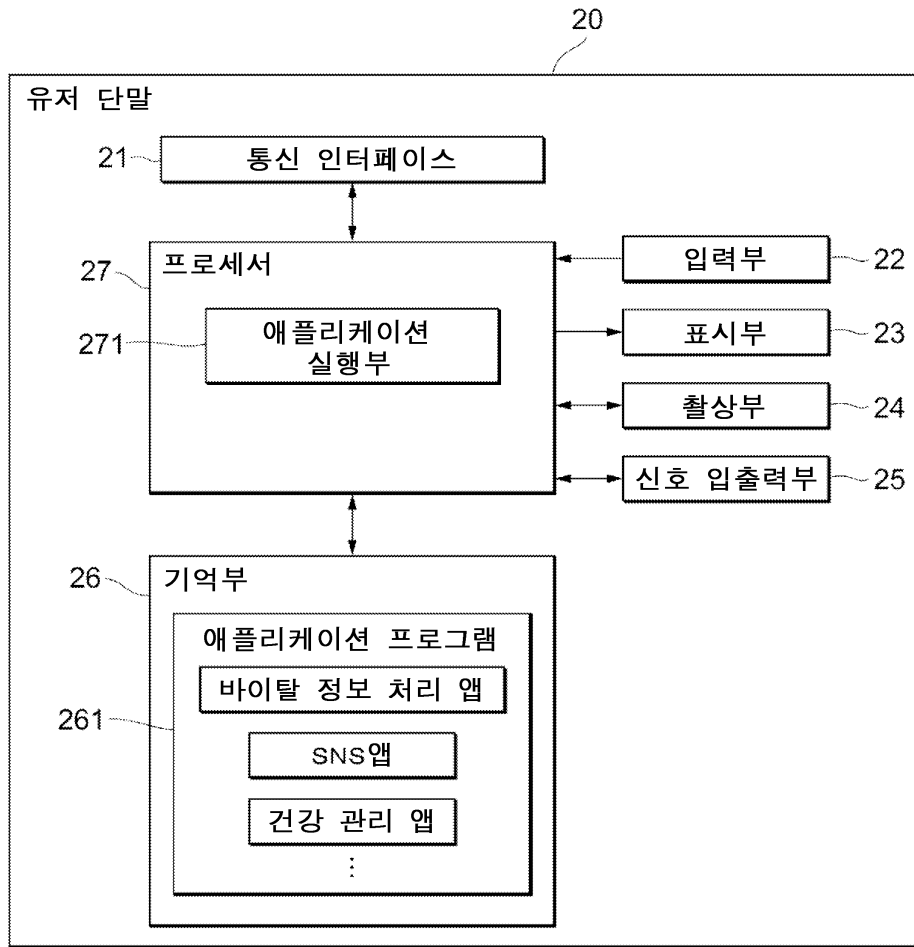 20
유저 단말
21
통신 인터페이스
27
프로세서
271
애플리케이션
실행부
입력부
22
표시부
23
촬상부
24
신호 입출력부
25
26
기억부
애플리케이션 프로그램
바이탈 정보 처리 앱
261
SNS앱
건강 관리 앱
⋮